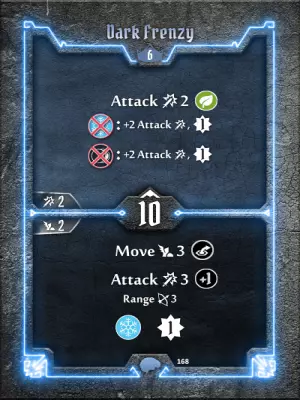 Dark Frenzy
6
Attack 2
: +2 Attack , 1
: +2 Attack , 1
2
10
2
Move 3
Attack 3 +1
Range 3
1
168